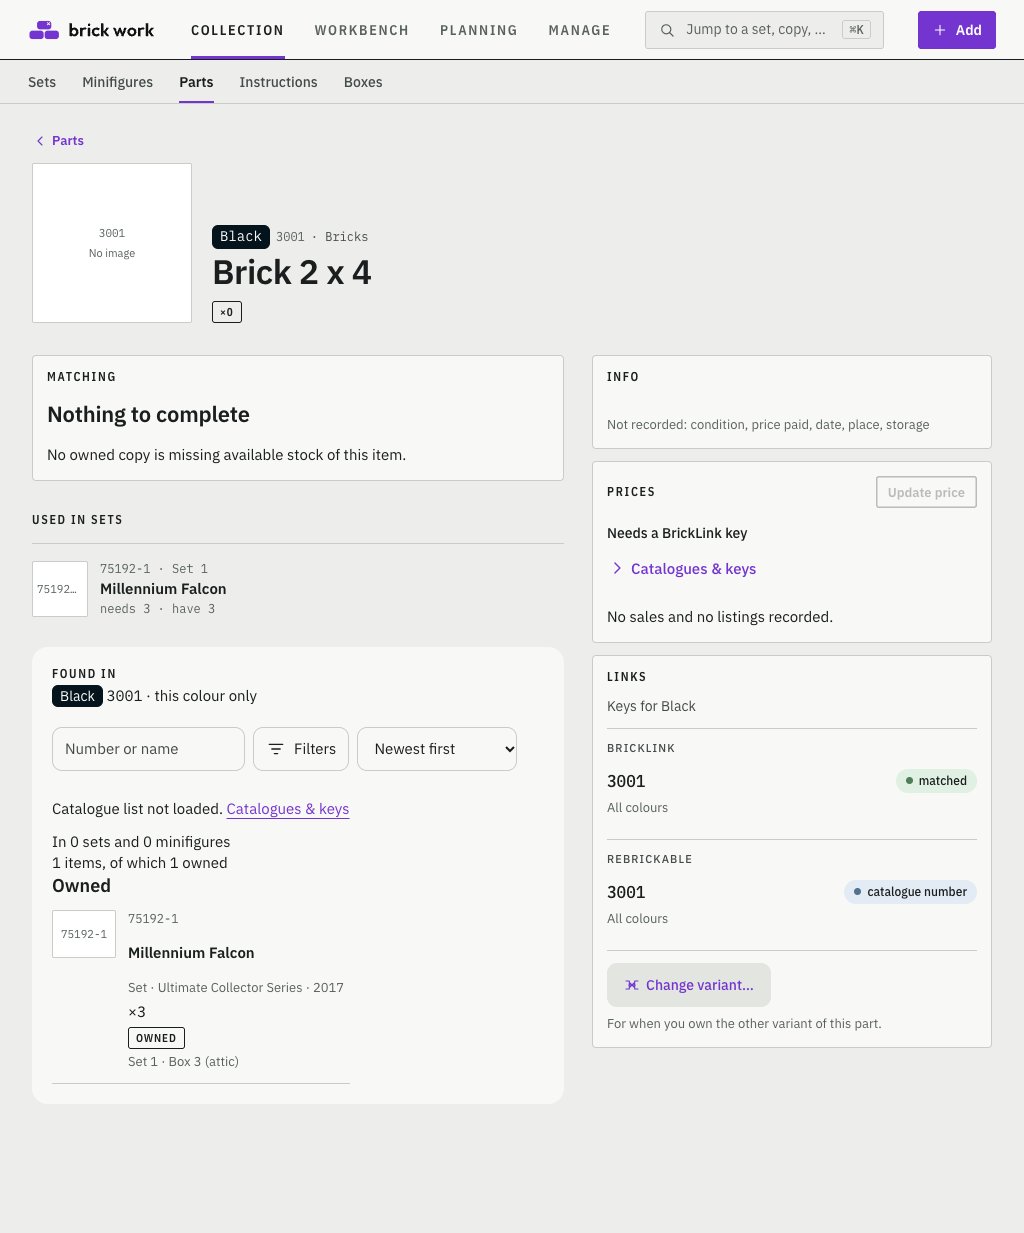 brick work
COLLECTION
WORKBENCH
PLANNING
MANAGE
Jump to a set, copy, ...
⌘K
+ Add
Sets
Minifigures
Parts
Instructions
Boxes
Parts
3001
No image
Black 3001 · Bricks
Brick 2 x 4
×0
MATCHING
Nothing to complete
No owned copy is missing available stock of this item.
USED IN SETS
75192…
75192-1 · Set 1
Millennium Falcon
needs 3 · have 3
FOUND IN
Black 3001 · this colour only
Number or name
Filters
Newest first
Catalogue list not loaded. Catalogues & keys
In 0 sets and 0 minifigures
1 items, of which 1 owned
Owned
75192-1
75192-1
Millennium Falcon
Set · Ultimate Collector Series · 2017
×3
OWNED
Set 1 · Box 3 (attic)
INFO
Not recorded: condition, price paid, date, place, storage
PRICES
Update price
Needs a BrickLink key
Catalogues & keys
No sales and no listings recorded.
LINKS
Keys for Black
BRICKLINK
3001
matched
All colours
REBRICKABLE
3001
catalogue number
All colours
Change variant…
For when you own the other variant of this part.